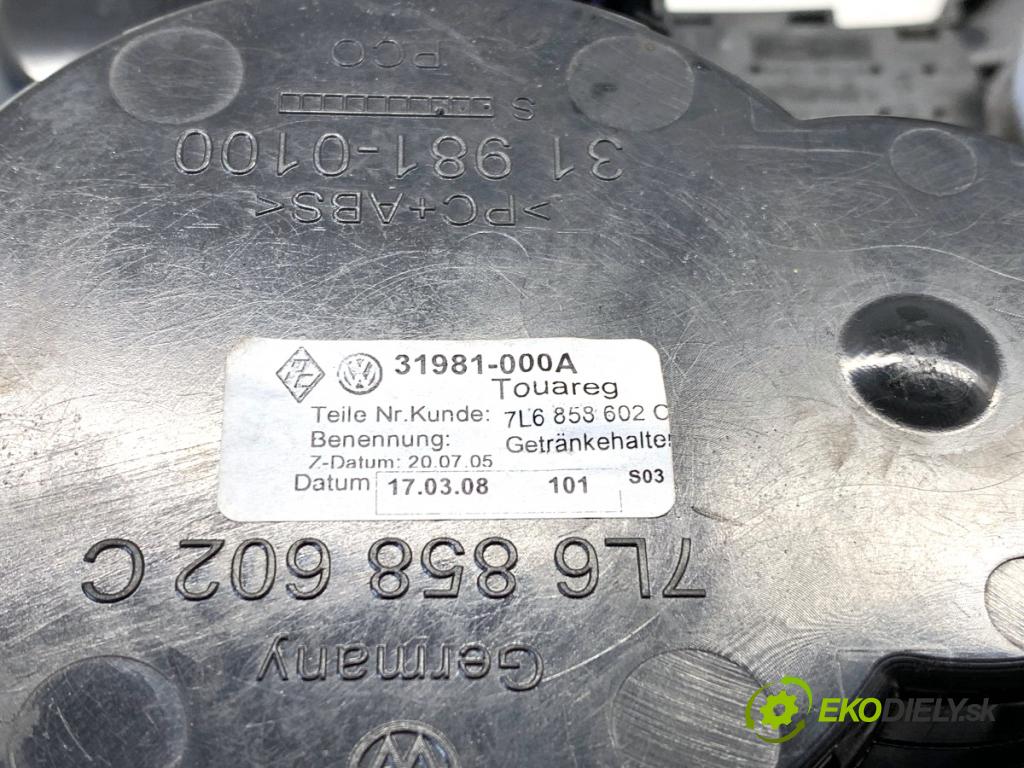 PCO
S
31 981-0100
>PC+ABS<
31981-000A
Touareg
Teile Nr.Kunde: 7L6 858 602 C
Benennung: Getränkehalter
Z-Datum: 20.07.05
Datum 17.03.08 101 S03
7L6 858 602 C
Germany
EKODIELY.sk